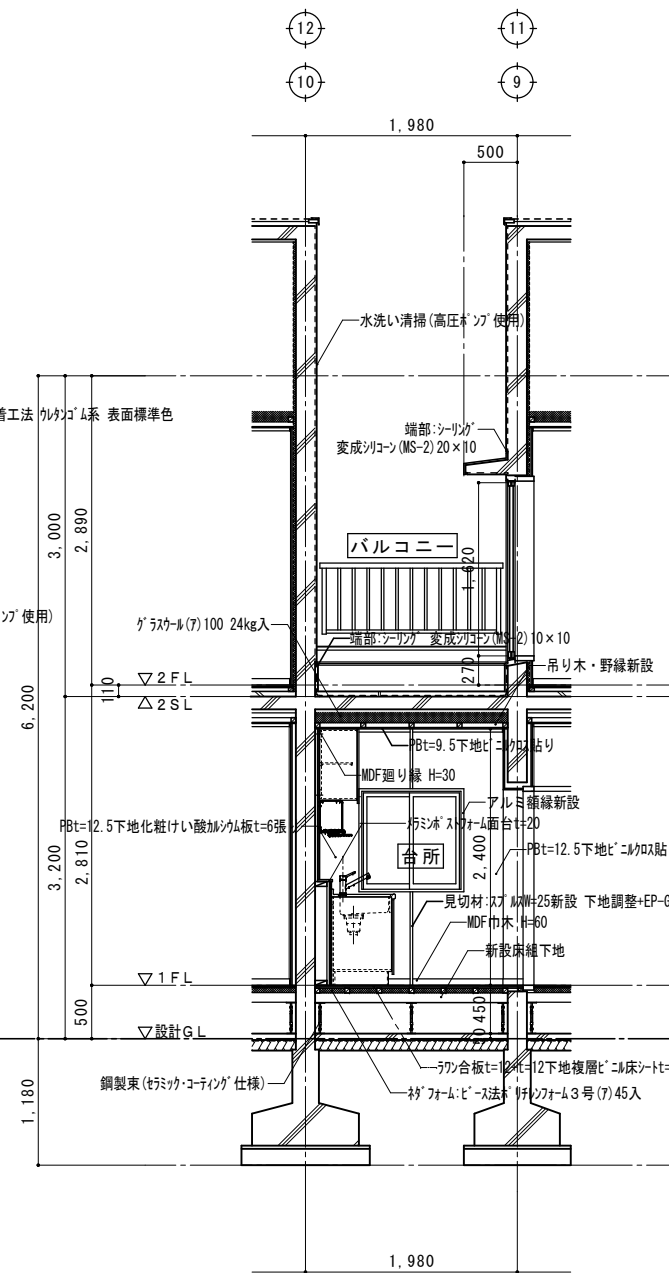 12
11
10
9
1,980
500
水洗い清掃(高圧ﾎﾟﾝﾌﾟ使用)
着工法 ｳﾚﾀﾝｺﾞﾑ系 表面標準色
端部:ｼｰﾘﾝｸﾞ
変成ｼﾘｺｰﾝ(MS-2)20×10
3,000
2,890
バルコニー
1,620
ﾝﾌﾟ使用)
ｸﾞﾗｽｳｰﾙ(ｱ)100 24kg入
端部:ｼｰﾘﾝｸﾞ 変成ｼﾘｺｰﾝ(MS-2)10×10
吊り木・野縁新設
270
▽2FL
110
△2SL
6,200
PBt=9.5下地ﾋﾞﾆﾙｸﾛｽ貼り
MDF廻り縁 H=30
アルミ額縁新設
PBt=12.5下地化粧けい酸ｶﾙｼｳﾑ板t=6張
ﾒﾗﾐﾝﾎﾟｽﾄﾌｫｰﾑ面台t=20
3,200
2,810
台所
2,400
PBt=12.5下地ﾋﾞﾆﾙｸﾛｽ貼
見切材:ｽﾌﾟﾙｽW=25新設 下地調整+EP-G
MDF巾木 H=60
新設床組下地
▽1FL
500
450
▽設計GL
ﾗﾜﾝ合板t=12+t=12下地複層ﾋﾞﾆﾙ床ｼｰﾄt=
鋼製束(ｾﾗﾐｯｸ･ｺｰﾃｨﾝｸﾞ仕様)
ﾈﾀﾞﾌｫｰﾑ:ﾋﾞｰｽﾞ法ﾎﾟﾘｽﾁﾚﾝﾌｫｰﾑ3号(ｱ)45入
1,180
1,980